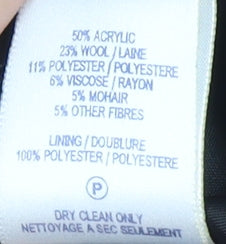 50% ACRYLIC
23% WOOL / LAINE
11% POLYESTER / POLYESTERE
6% VISCOSE / RAYON
5% MOHAIR
5% OTHER FIBRES
LINING / DOUBLURE
100% POLYESTER / POLYESTERE
P
DRY CLEAN ONLY
NETTOYAGE A SEC SEULEMENT